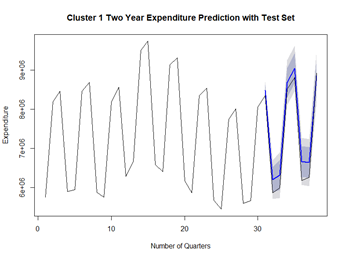 Cluster 1 Two Year Expenditure Prediction with Test Set
Expenditure
9e+06
8e+06
7e+06
6e+06
0 10 20 30
Number of Quarters